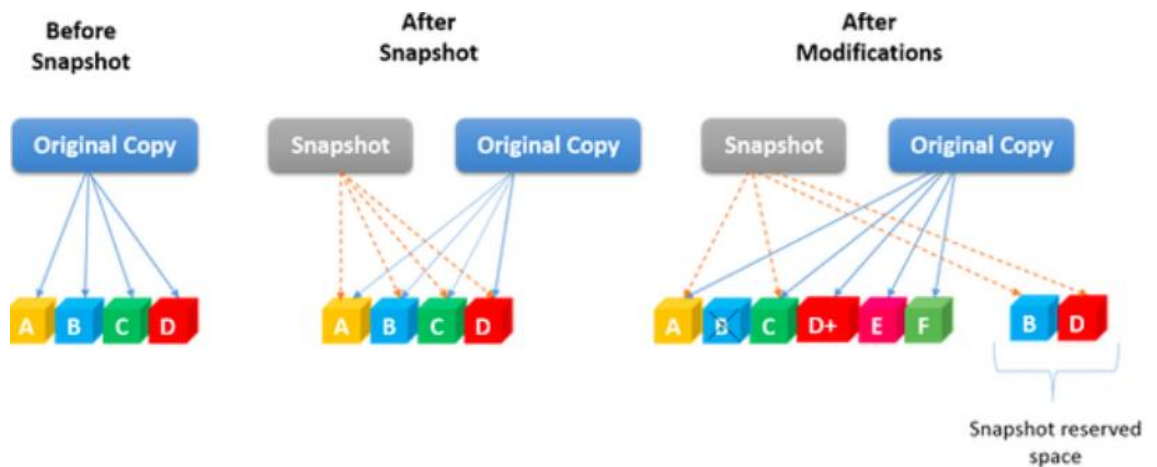 Before
Snapshot
After
Snapshot
After
Modifications
Original Copy
Snapshot
Original Copy
Snapshot
Original Copy
A B C D
A B C D
A B C D+ E F
B D
Snapshot reserved
space